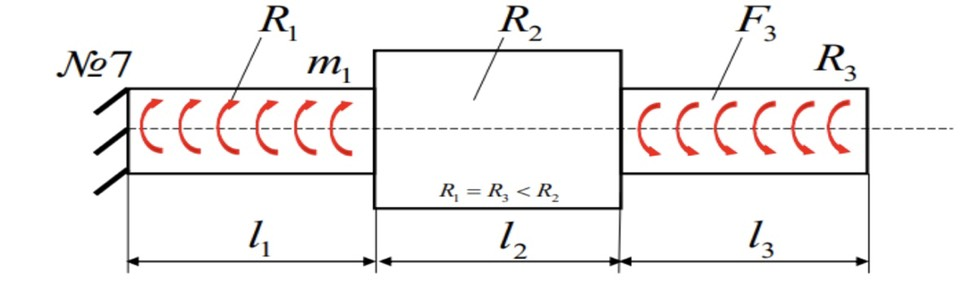 R₁ R₂ F₃
№7 m₁ R₃
R₁ = R₃ < R₂
l₁ l₂ l₃